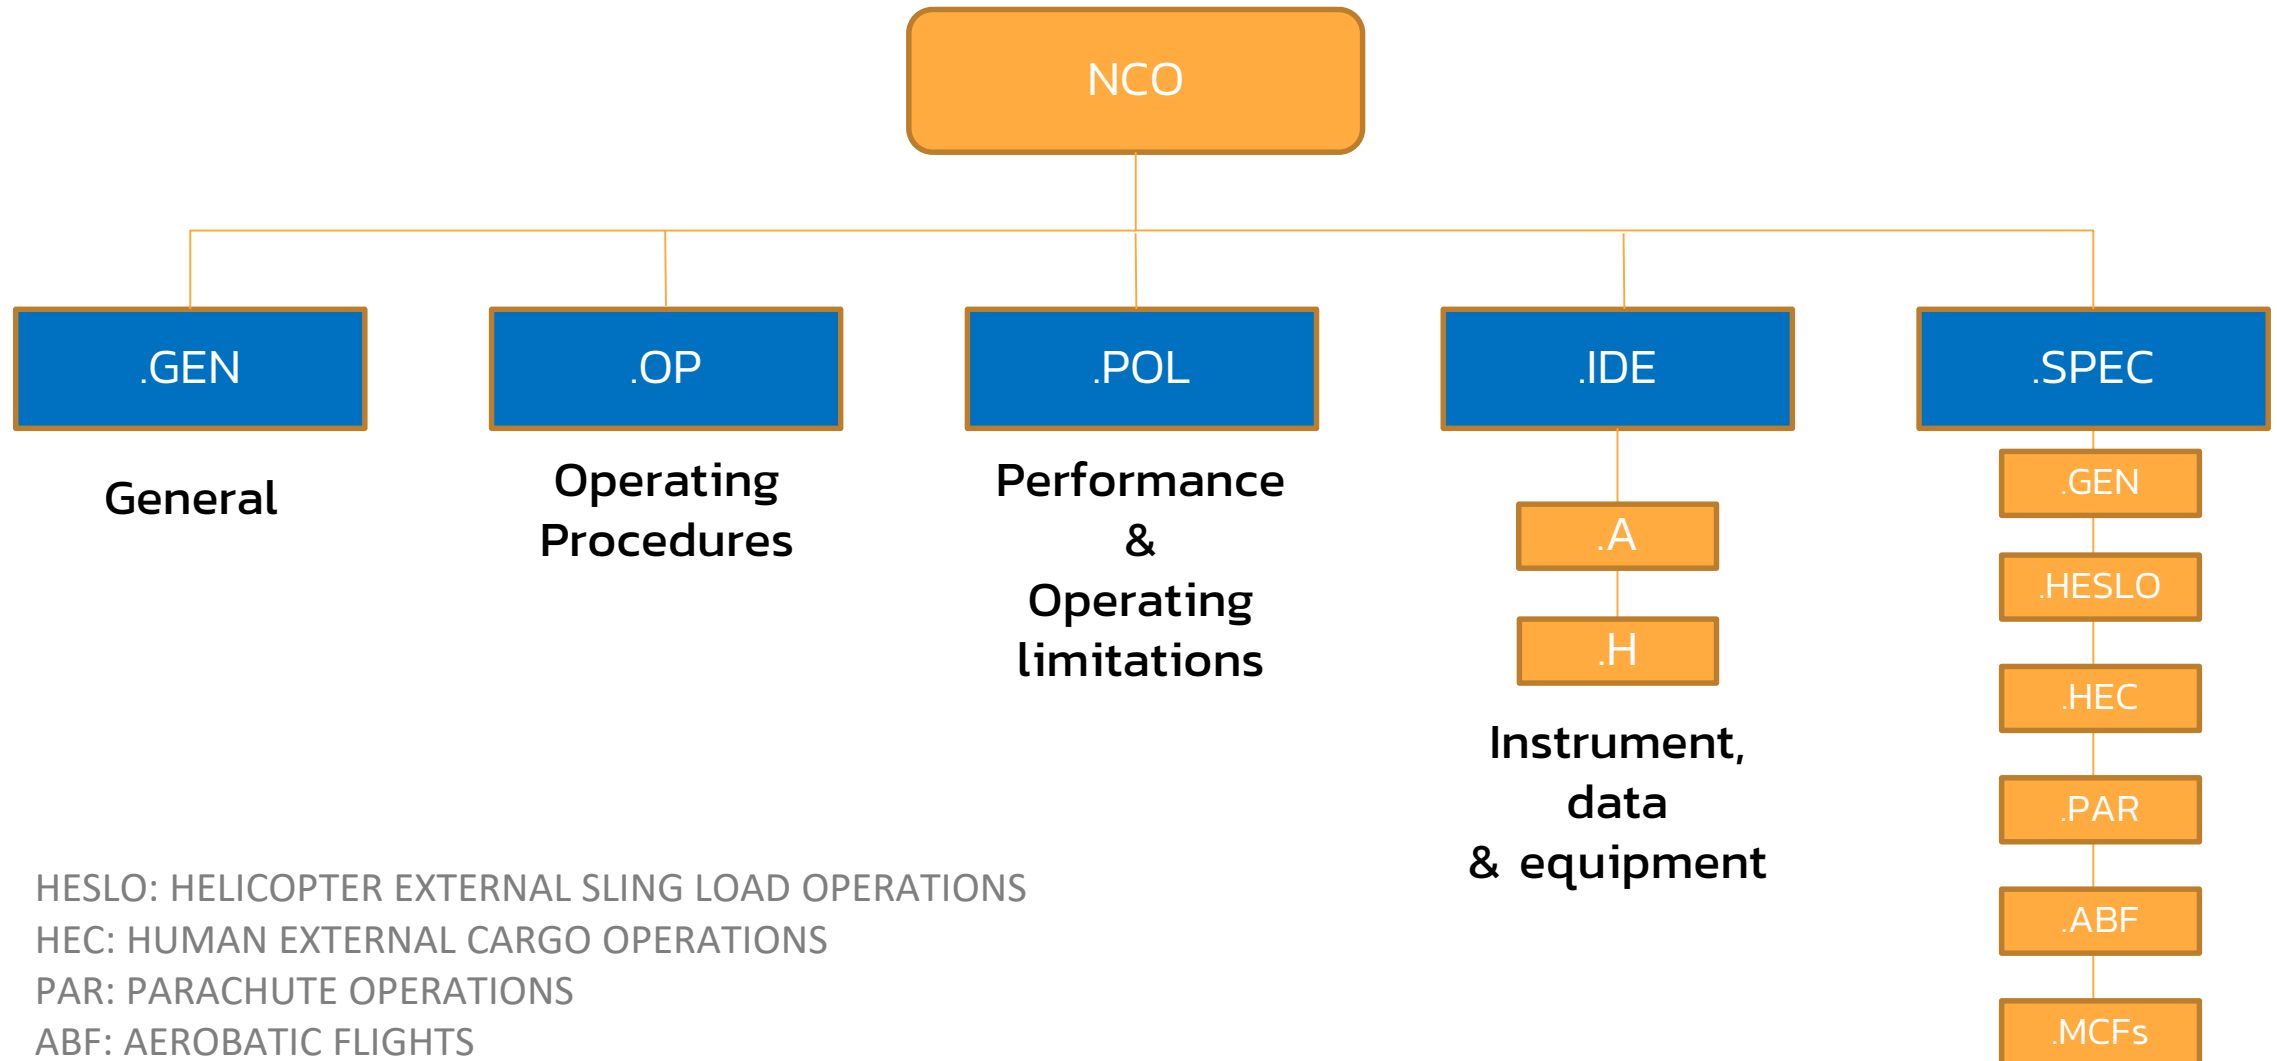 NCO
.GEN
.OP
.POL
.IDE
.SPEC
General
Operating
Procedures
Performance
&
Operating
limitations
.A
.H
Instrument,
data
& equipment
.GEN
.HESLO
.HEC
.PAR
.ABF
.MCFs
HESLO: HELICOPTER EXTERNAL SLING LOAD OPERATIONS
HEC: HUMAN EXTERNAL CARGO OPERATIONS
PAR: PARACHUTE OPERATIONS
ABF: AEROBATIC FLIGHTS